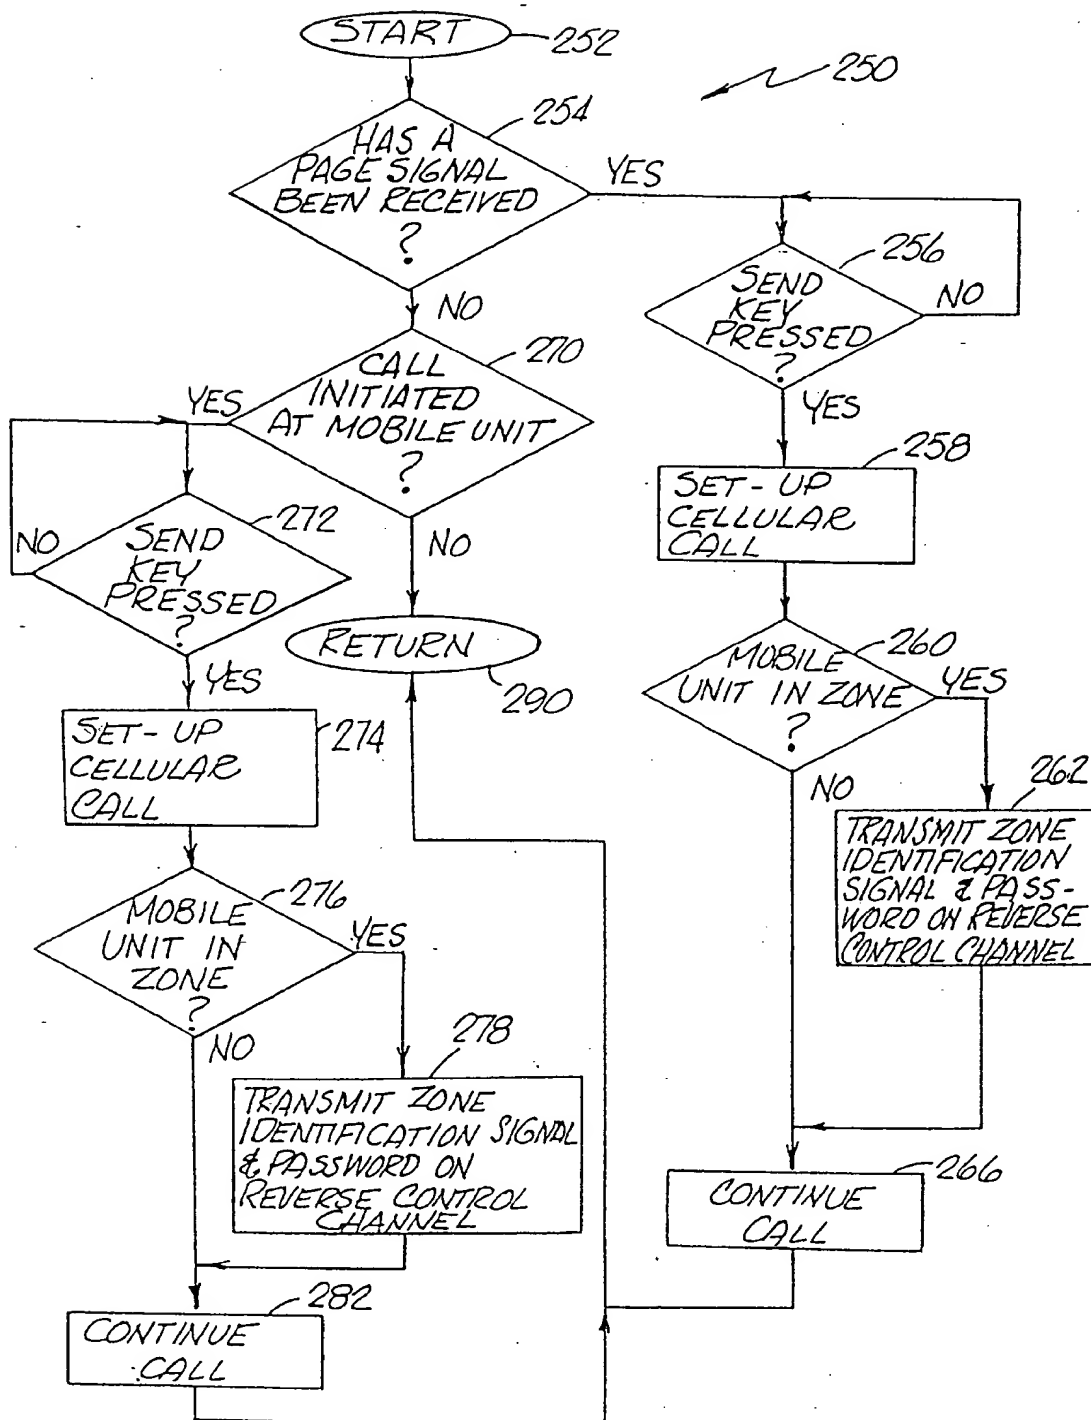 START
252
250
254
HAS A
PAGE SIGNAL
BEEN RECEIVED
?
YES
NO
256
SEND
KEY
PRESSED
?
NO
YES
270
CALL
INITIATED
AT MOBILE UNIT
?
YES
NO
258
SET-UP
CELLULAR
CALL
272
SEND
KEY
PRESSED
?
NO
YES
RETURN
290
260
MOBILE
UNIT IN ZONE
?
YES
NO
274
SET-UP
CELLULAR
CALL
262
TRANSMIT ZONE
IDENTIFICATION
SIGNAL & PASS-
WORD ON REVERSE
CONTROL CHANNEL
276
MOBILE
UNIT IN
ZONE
?
YES
NO
278
TRANSMIT ZONE
IDENTIFICATION SIGNAL
& PASSWORD ON
REVERSE CONTROL
CHANNEL
266
CONTINUE
CALL
282
CONTINUE
CALL